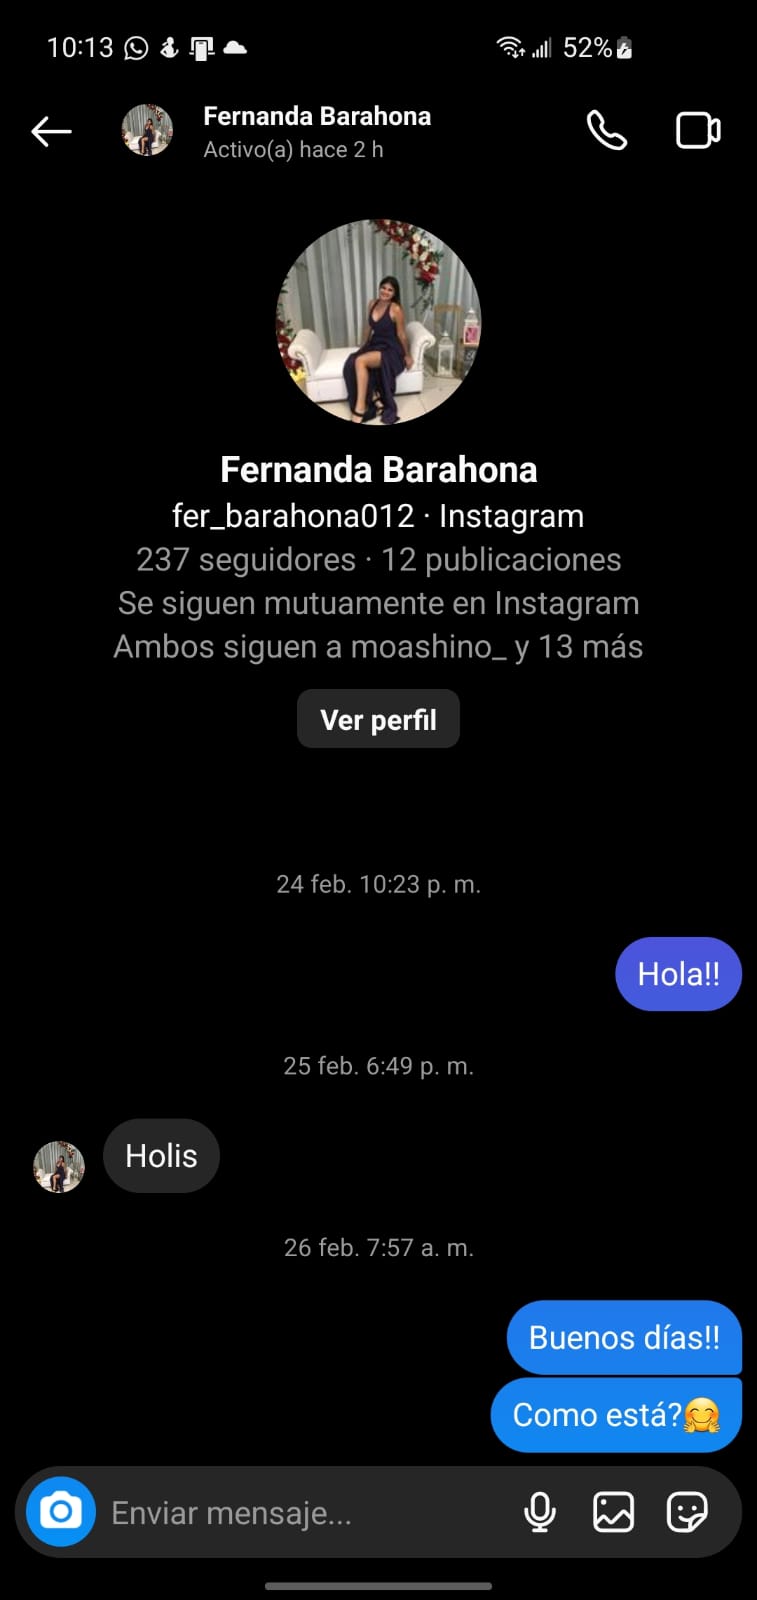 10:13 52%
Fernanda Barahona
Activo(a) hace 2 h
Fernanda Barahona
fer_barahona012 · Instagram
237 seguidores · 12 publicaciones
Se siguen mutuamente en Instagram
Ambos siguen a moashino_ y 13 más
Ver perfil
24 feb. 10:23 p. m.
Hola!!
25 feb. 6:49 p. m.
Holis
26 feb. 7:57 a. m.
Buenos días!!
Como está?🤗
Enviar mensaje...